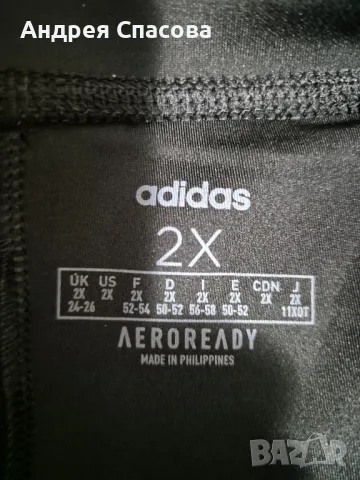 Андрея Спасова
adidas
2X
UK US F D I E CDN J
2X 2X 2X 2X 2X 2X 2X 2X
24-26 52-54 50-52 56-58 50-52 11XOT
AEROREADY
MADE IN PHILIPPINES
BAZAR